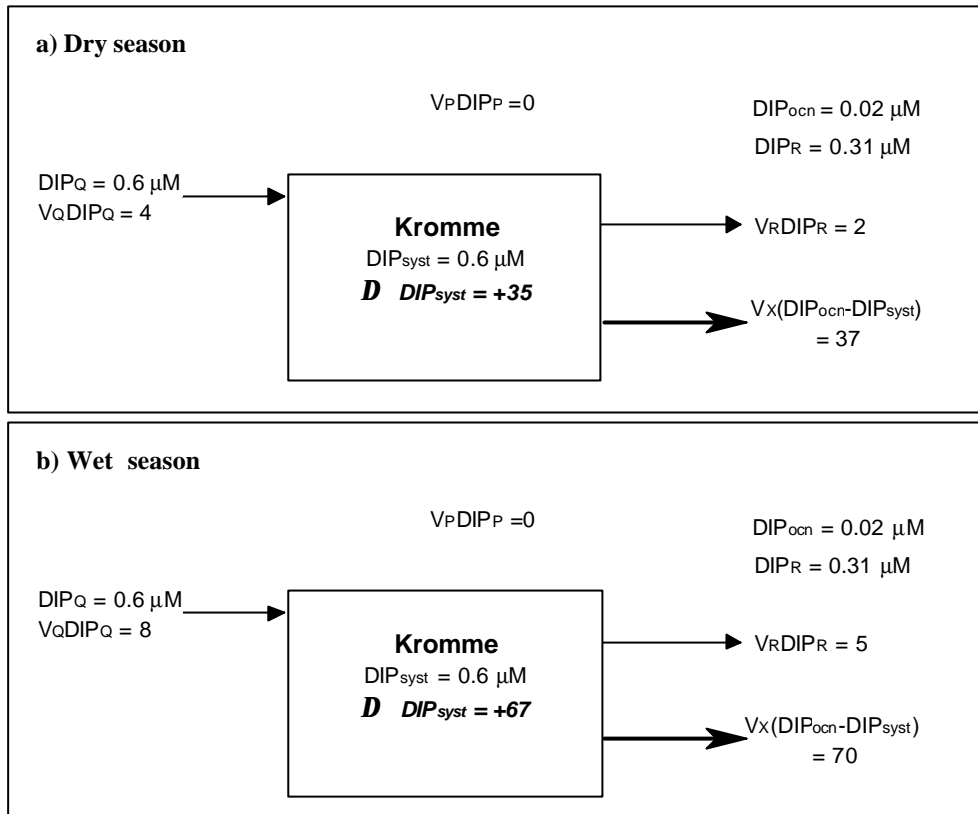 a) Dry season
VPDIPP =0
DIPocn = 0.02 µM
DIPR = 0.31 µM
DIPQ = 0.6 µM
VQDIPQ = 4
Kromme
DIPsyst = 0.6 µM
D DIPsyst = +35
VRDIPR = 2
VX(DIPocn-DIPsyst)
= 37
b) Wet season
VPDIPP =0
DIPocn = 0.02 µM
DIPR = 0.31 µM
DIPQ = 0.6 µM
VQDIPQ = 8
Kromme
DIPsyst = 0.6 µM
D DIPsyst = +67
VRDIPR = 5
VX(DIPocn-DIPsyst)
= 70